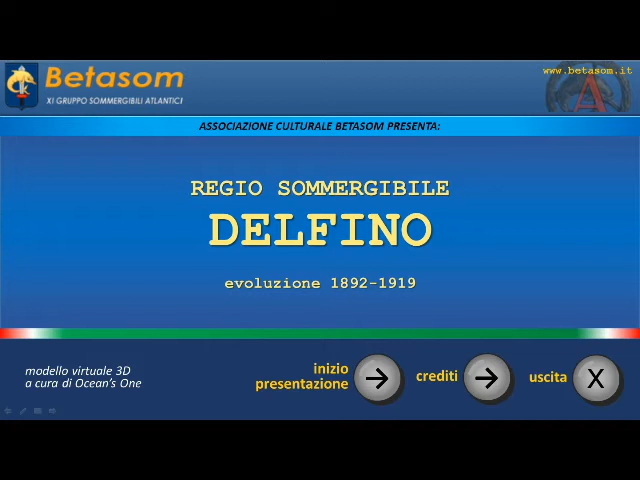 Betasom
XI GRUPPO SOMMERGIBILI ATLANTICI
www.betasom.it
A
ASSOCIAZIONE CULTURALE BETASOM PRESENTA:
REGIO SOMMERGIBILE
DELFINO
evoluzione 1892-1919
modello virtuale 3D
a cura di Ocean's One
inizio
presentazione
crediti
uscita
X